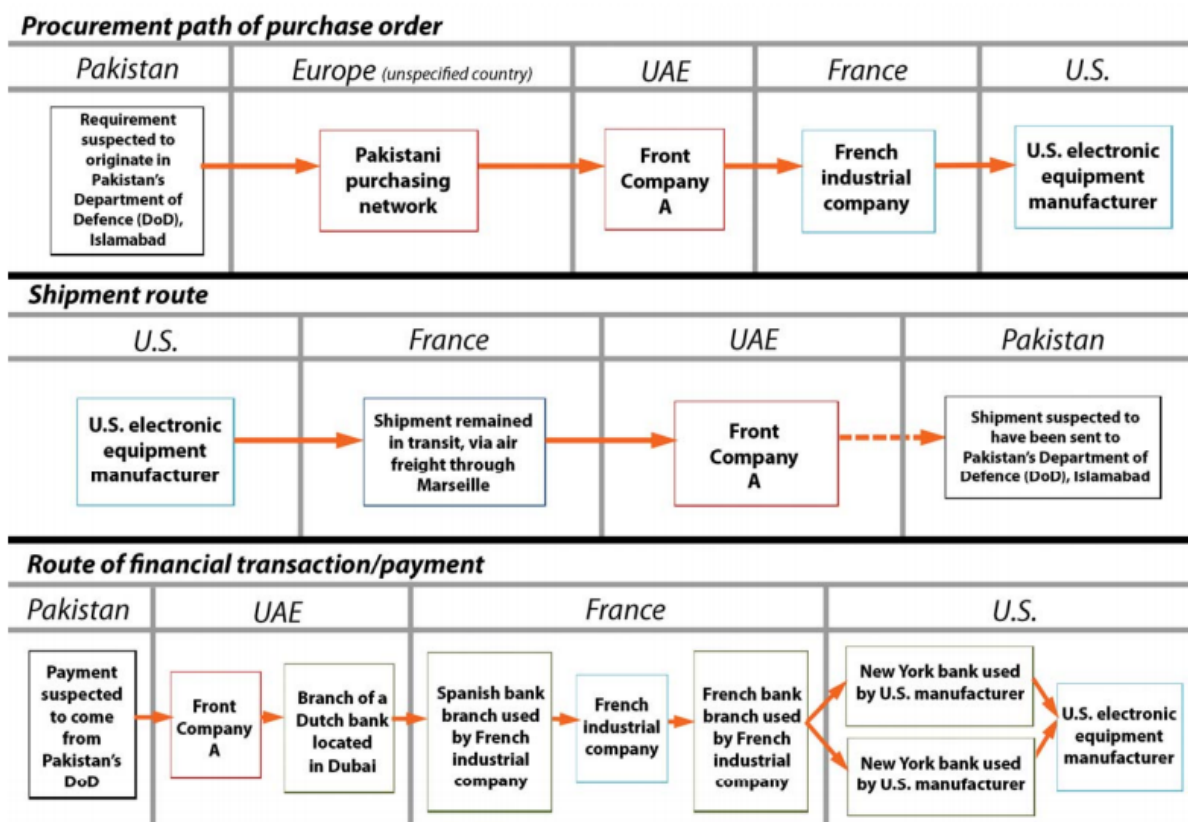 Procurement path of purchase order
Pakistan
Europe (unspecified country)
UAE
France
U.S.
Requirement
suspected to
originate in
Pakistan's
Department of
Defence (DoD),
Islamabad
Pakistani
purchasing
network
Front
Company
A
French
industrial
company
U.S. electronic
equipment
manufacturer
Shipment route
U.S.
France
UAE
Pakistan
U.S. electronic
equipment
manufacturer
Shipment remained
in transit, via air
freight through
Marseille
Front
Company
A
Shipment suspected to
have been sent to
Pakistan's Department of
Defence (DoD), Islamabad
Route of financial transaction/payment
Pakistan
UAE
France
U.S.
Payment
suspected
to come
from
Pakistan's
DoD
Front
Company
A
Branch of a
Dutch bank
located
in Dubai
Spanish bank
branch used
by French
industrial
company
French
industrial
company
French bank
branch used
by French
industrial
company
New York bank used
by U.S. manufacturer
New York bank used
by U.S. manufacturer
U.S. electronic
equipment
manufacturer